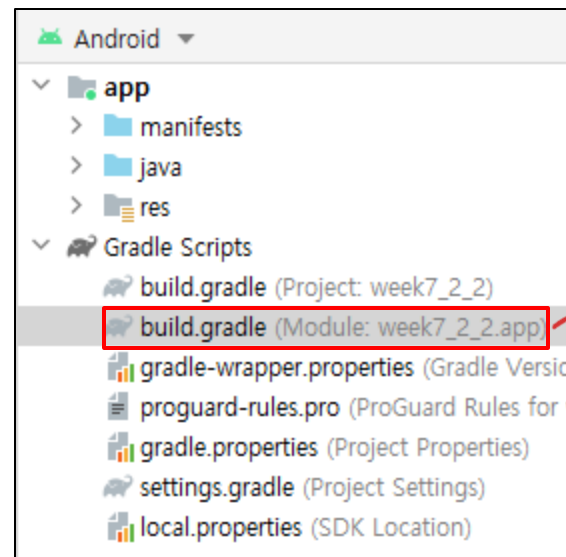 Android
app
manifests
java
res
Gradle Scripts
build.gradle (Project: week7_2_2)
build.gradle (Module: week7_2_2.app)
gradle-wrapper.properties (Gradle
proguard-rules.pro (ProGuard Rules for
gradle.properties (Project Properties)
settings.gradle (Project Settings)
local.properties (SDK Location)